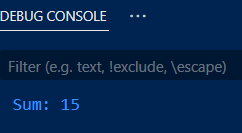 DEBUG CONSOLE ···
Filter (e.g. text, !exclude, \escape)
Sum: 15